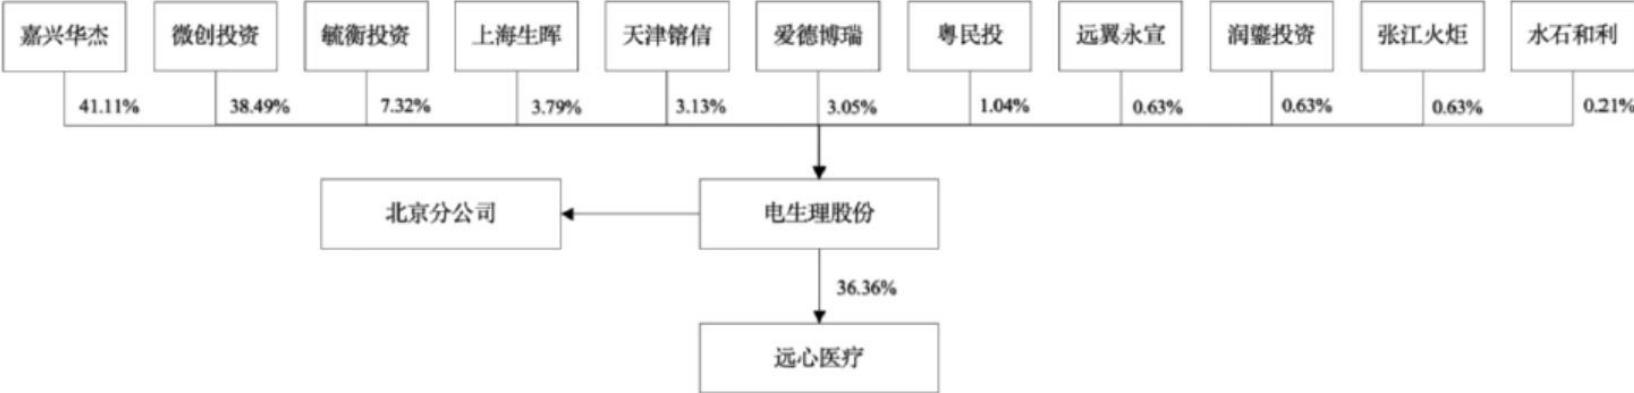 嘉兴华杰 微创投资 毓衡投资 上海生晖 天津镕信 爱德博瑞 粤民投 远翼永宣 润鋆投资 张江火炬 水石和利
41.11% 38.49% 7.32% 3.79% 3.13% 3.05% 1.04% 0.63% 0.63% 0.63% 0.21%
北京分公司 电生理股份
36.36%
远心医疗